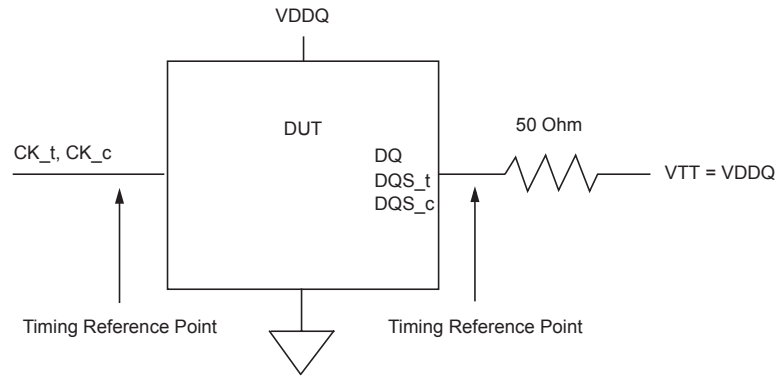 VDDQ
DUT
50 Ohm
CK_t, CK_c
DQ
DQS_t
DQS_c
VTT = VDDQ
Timing Reference Point
Timing Reference Point